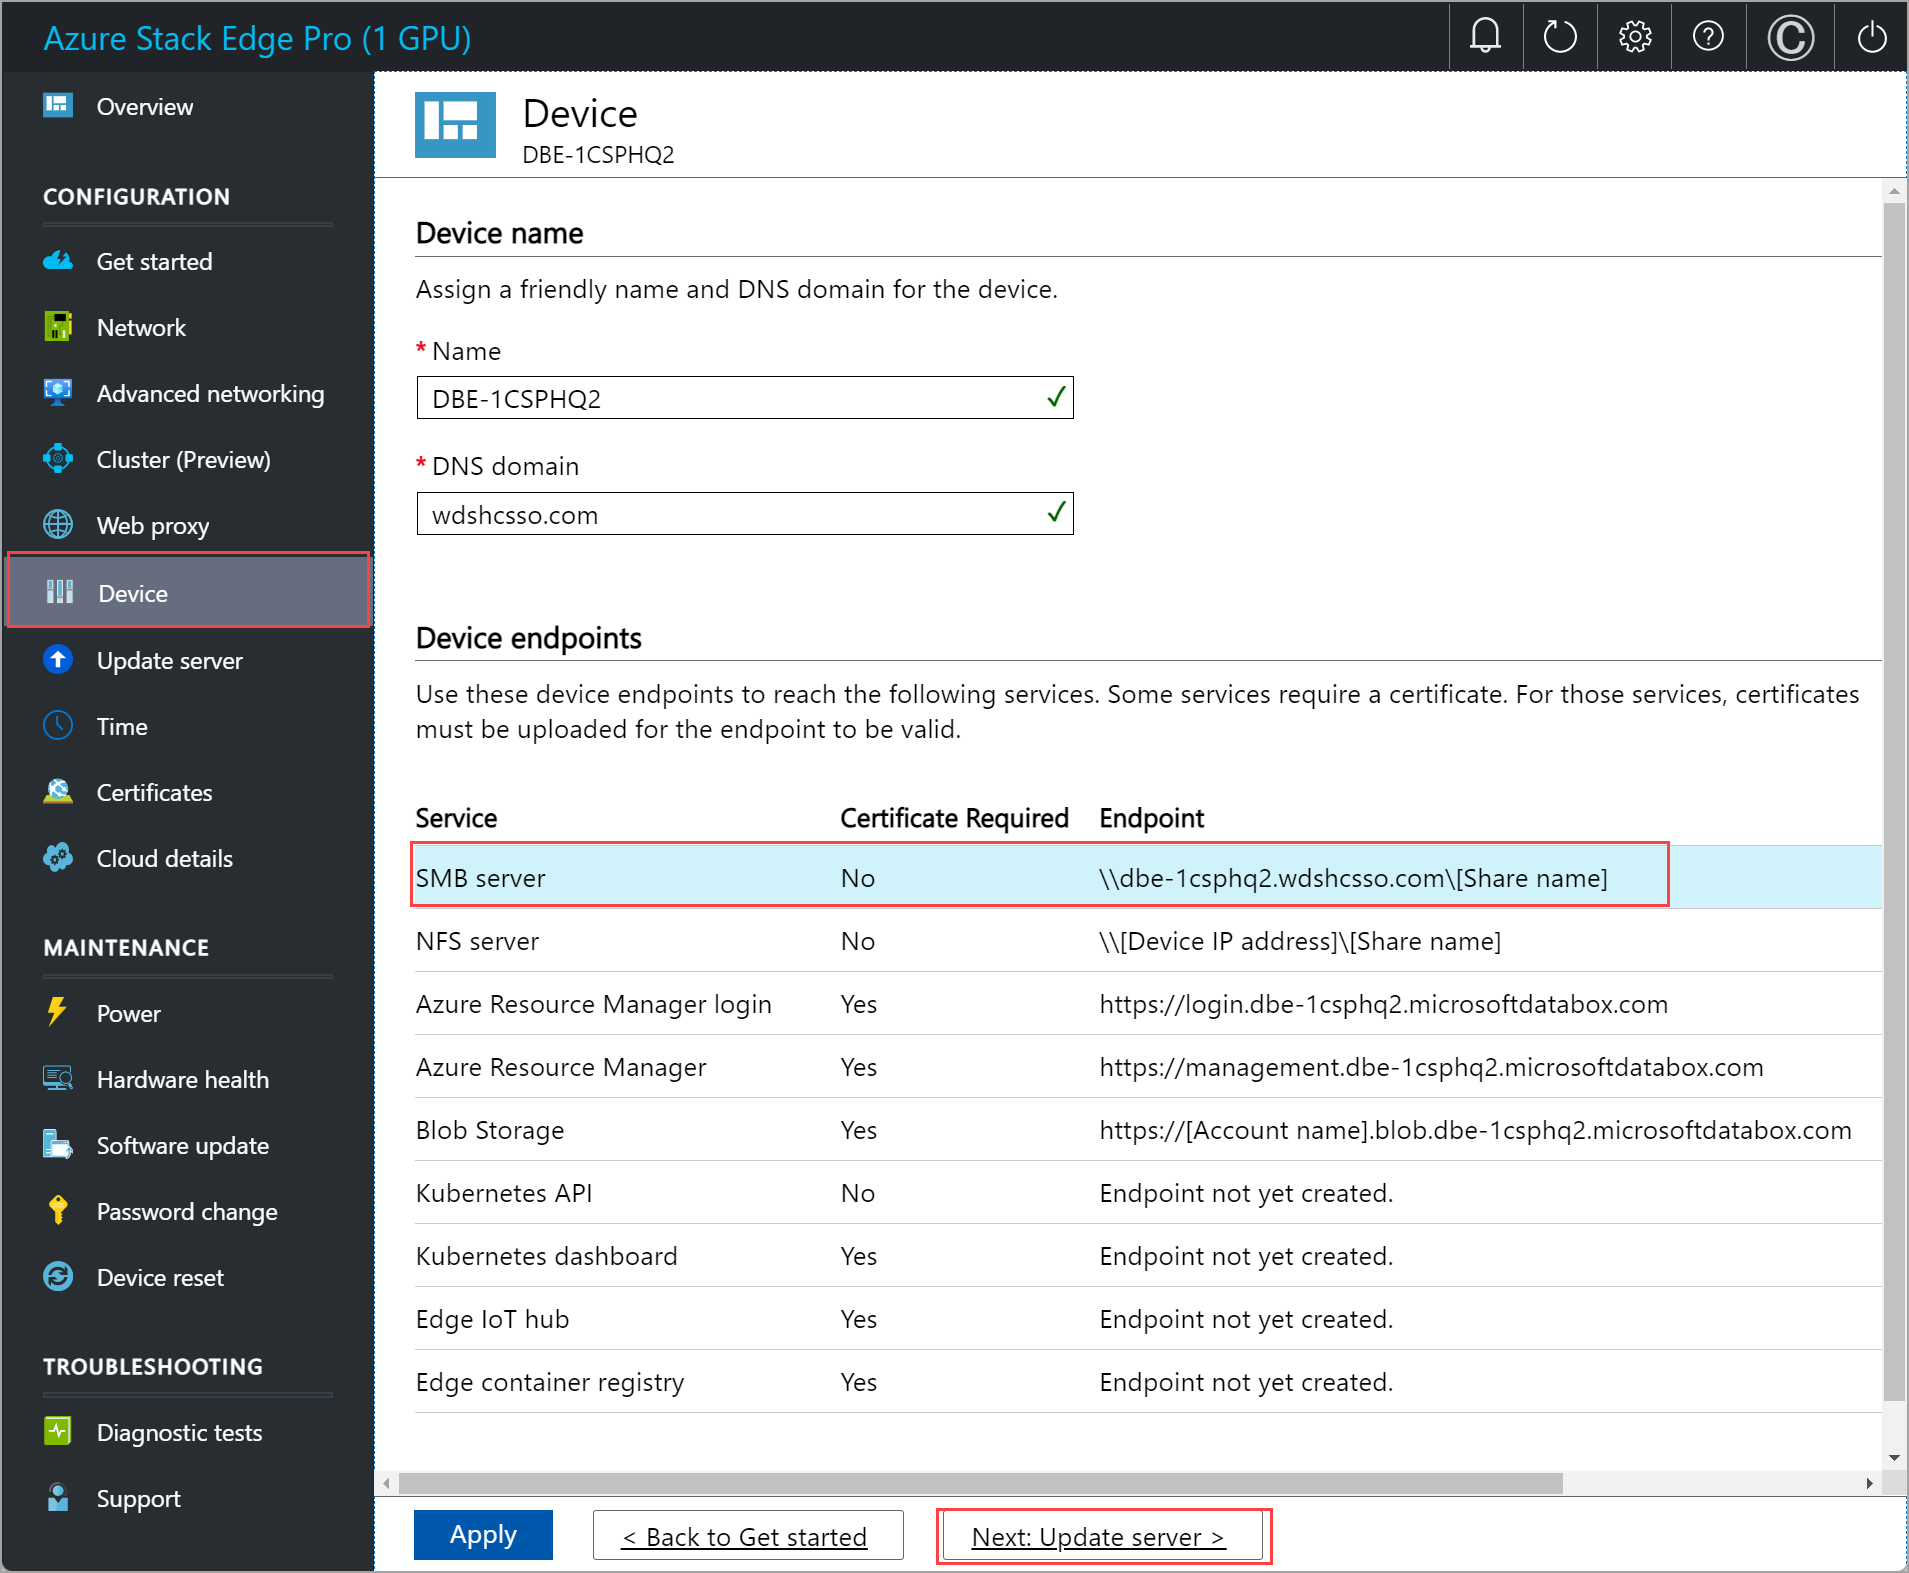 Azure Stack Edge Pro (1 GPU)
Overview
CONFIGURATION
Get started
Network
Advanced networking
Cluster (Preview)
Web proxy
Device
Update server
Time
Certificates
Cloud details
MAINTENANCE
Power
Hardware health
Software update
Password change
Device reset
TROUBLESHOOTING
Diagnostic tests
Support
Device
DBE-1CSPHQ2
Device name
Assign a friendly name and DNS domain for the device.
* Name
DBE-1CSPHQ2
* DNS domain
wdshcsso.com
Device endpoints
Use these device endpoints to reach the following services. Some services require a certificate. For those services, certificates
must be uploaded for the endpoint to be valid.
Service Certificate Required Endpoint
SMB server No \\dbe-1csphq2.wdshcsso.com\[Share name]
NFS server No \\[Device IP address]\[Share name]
Azure Resource Manager login Yes https://login.dbe-1csphq2.microsoftdatabox.com
Azure Resource Manager Yes https://management.dbe-1csphq2.microsoftdatabox.com
Blob Storage Yes https://[Account name].blob.dbe-1csphq2.microsoftdatabox.com
Kubernetes API No Endpoint not yet created.
Kubernetes dashboard Yes Endpoint not yet created.
Edge IoT hub Yes Endpoint not yet created.
Edge container registry Yes Endpoint not yet created.
Apply < Back to Get started Next: Update server >